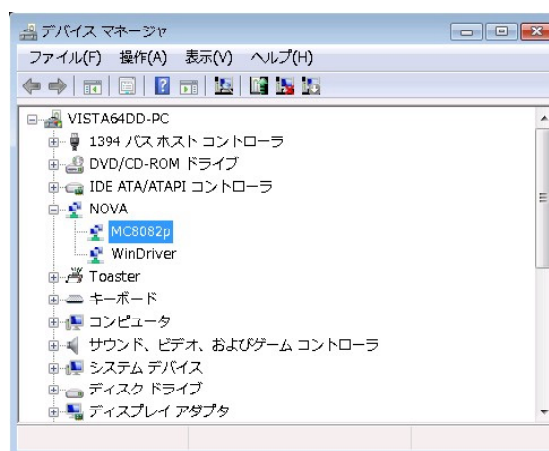 デバイス マネージャ
ファイル(F) 操作(A) 表示(V) ヘルプ(H)
VISTA64DD-PC
1394 バス ホスト コントローラ
DVD/CD-ROM ドライブ
IDE ATA/ATAPI コントローラ
NOVA
MC8082p
WinDriver
Toaster
キーボード
コンピュータ
サウンド、ビデオ、およびゲーム コントローラ
システム デバイス
ディスク ドライブ
ディスプレイ アダプタ